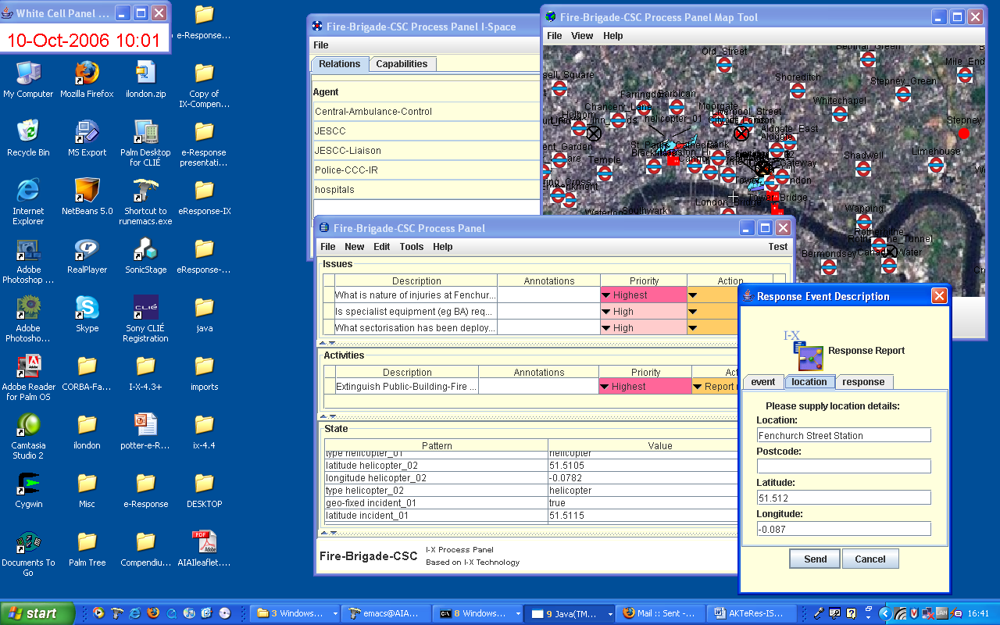 White Cell Panel ...
10-Oct-2006 10:01
e-Response...
My Computer
Mozilla Firefox
ilondon.zip
Copy of
IX-Compen...
Recycle Bin
MS Export
Palm Desktop
for CLIÉ
e-Response
presentati...
Internet
Explorer
NetBeans 5.0
Shortcut to
runemacs.exe
eResponse-IX
Adobe
Photoshop ...
RealPlayer
SonicStage
eResponse-...
Adobe
Photosho...
Skype
Sony CLIÉ
Registration
java
Adobe Reader
for Palm OS
CORBA-Fa...
I-X-4.3+
imports
Camtasia
Studio 2
ilondon
potter-e-R...
ix-4.4
Cygwin
Misc
e-Response
DESKTOP
Documents To
Go
Palm Tree
Compendiu...
AIAIleaflet....
Fire-Brigade-CSC Process Panel I-Space
File
Relations
Capabilities
Agent
Central-Ambulance-Control
JESCC
JESCC-Liaison
Police-CCC-IR
hospitals
Fire-Brigade-CSC Process Panel Map Tool
File View Help
Old_Street
Bethnal_Green
Mile_End
Shoreditch
Stepney_Green
Farringdon
Barbican
Whitechapel
Chancery_Lane
Moorgate
Liverpool_Street
Holborn
helicopter_01
Aldgate_East
Aldgate
Stepney
Limehouse
Temple
Shadwell
London_Bridge
Tower_Bridge
Waterloo
Southwark
Wapping
Rotherhithe
Bermondsey
Canada_Water
Fire-Brigade-CSC Process Panel
File New Edit Tools Help
Test
Issues
Description Annotations Priority Action
What is nature of injuries at Fenchur... Highest
Is specialist equipment (eg BA) req... High
What sectorisation has been deploy... High
Activities
Description Annotations Priority Act
Extinguish Public-Building-Fire ... Highest Report
State
Pattern Value
type helicopter_01 helicopter
latitude helicopter_02 51.5105
longitude helicopter_02 -0.0782
type helicopter_02 helicopter
geo-fixed incident_01 true
latitude incident_01 51.5115
Fire-Brigade-CSC
I-X Process Panel
Based on I-X Technology
Response Event Description
I-X
Response Report
event
location
response
Please supply location details:
Location:
Fenchurch Street Station
Postcode:
Latitude:
51.512
Longitude:
-0.087
Send
Cancel
start
3 Windows...
emacs@AIA...
8 Windows...
9 Java(TM...
Mail :: Sent -...
AKTeRes-IS...
16:41